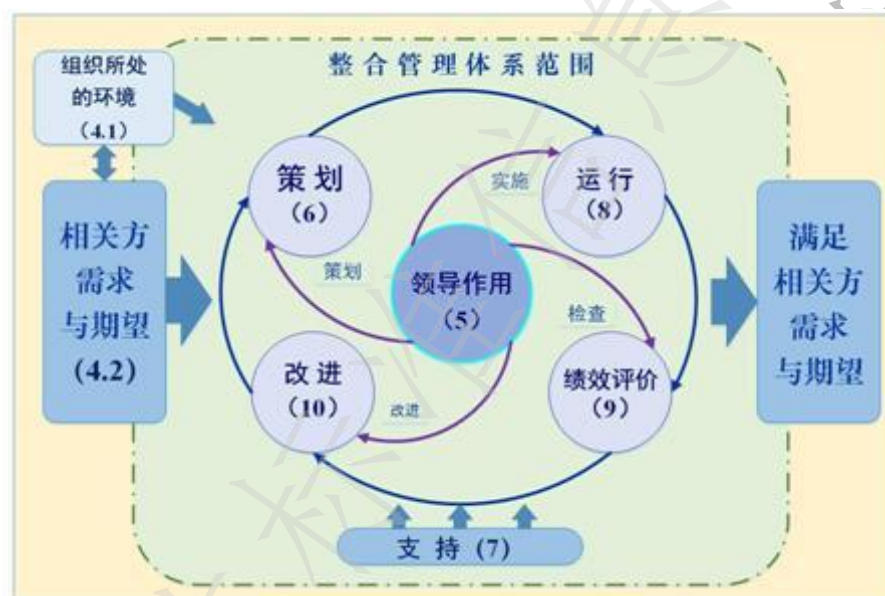 整合管理体系范围
组织所处
的环境
（4.1）
相关方
需求
与期望
(4.2)
策 划
（6）
实施
运 行
（8）
策划
领导作用
（5）
检查
改 进
（10）
改进
绩效评价
（9）
支 持 (7)
满足
相关方
需求
与期望